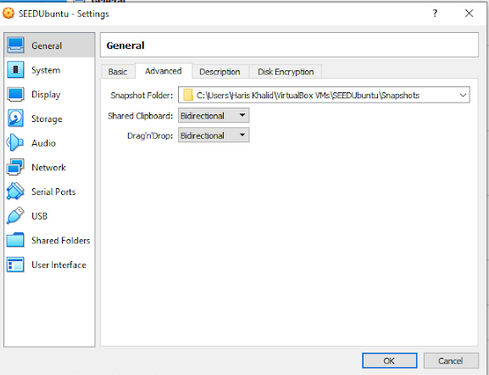 SEEDUbuntu - Settings
?
General
System
Display
Storage
Audio
Network
Serial Ports
USB
Shared Folders
User Interface
General
Basic Advanced Description Disk Encryption
Snapshot Folder: C:\Users\Haris Khalid\VirtualBox VMs\SEEDUbuntu\Snapshots
Shared Clipboard: Bidirectional
Drag'n'Drop: Bidirectional
OK Cancel